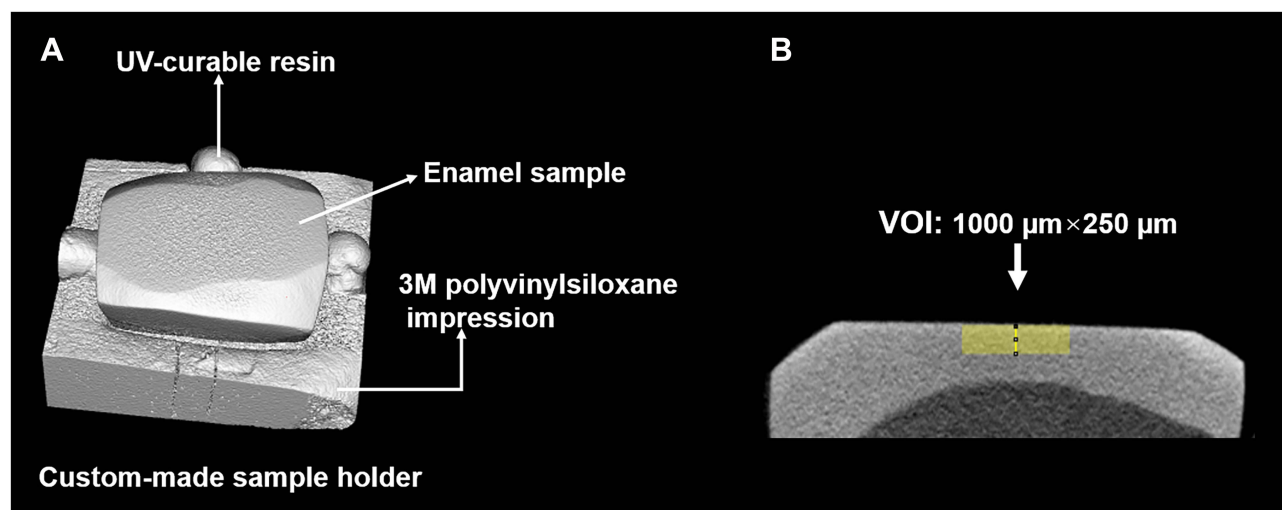 A
UV-curable resin
Enamel sample
3M polyvinylsiloxane
impression
Custom-made sample holder
B
VOI: 1000 µm×250 µm